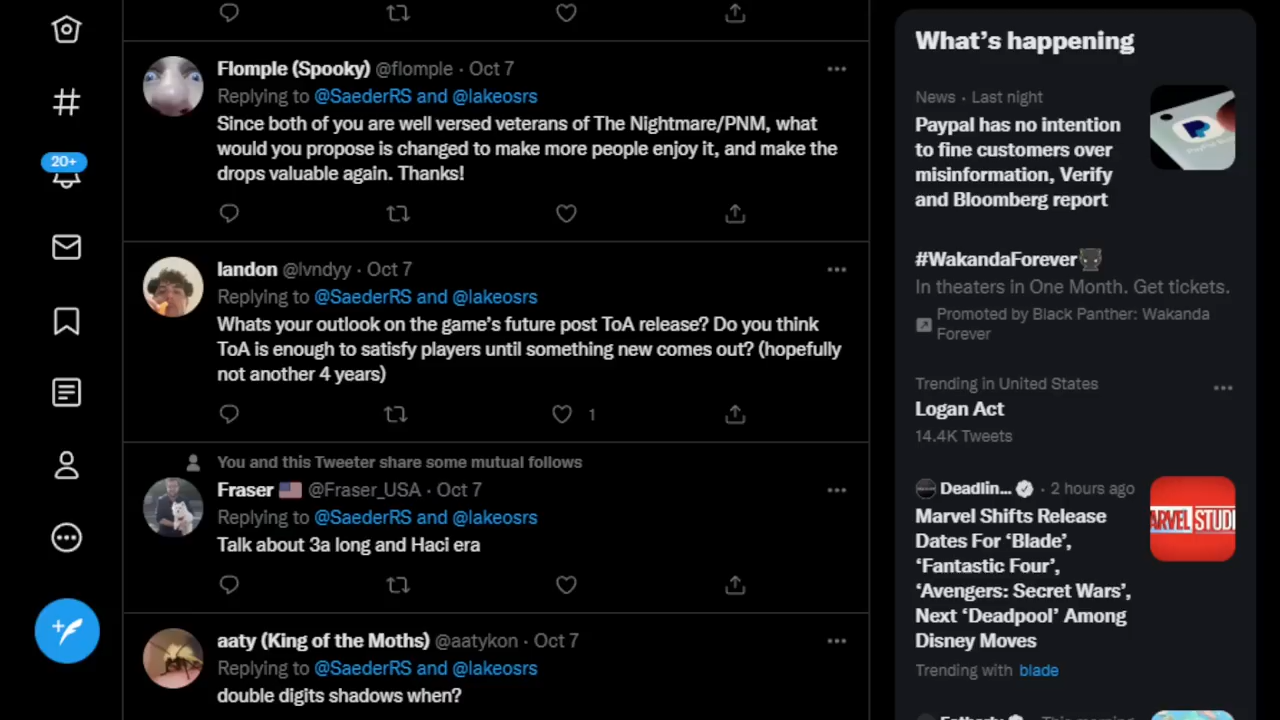 20+
Flomple (Spooky) @flomple · Oct 7
Replying to @SaederRS and @lakeosrs
Since both of you are well versed veterans of The Nightmare/PNM, what
would you propose is changed to make more people enjoy it, and make the
drops valuable again. Thanks!
landon @lvndyy · Oct 7
Replying to @SaederRS and @lakeosrs
Whats your outlook on the game's future post ToA release? Do you think
ToA is enough to satisfy players until something new comes out? (hopefully
not another 4 years)
1
You and this Tweeter share some mutual follows
Fraser @Fraser_USA · Oct 7
Replying to @SaederRS and @lakeosrs
Talk about 3a long and Haci era
aaty (King of the Moths) @aatykon · Oct 7
Replying to @SaederRS and @lakeosrs
double digits shadows when?
What's happening
News · Last night
Paypal has no intention
to fine customers over
misinformation, Verify
and Bloomberg report
#WakandaForever
In theaters in One Month. Get tickets.
Promoted by Black Panther: Wakanda
Forever
Trending in United States
Logan Act
14.4K Tweets
Deadlin... · 2 hours ago
Marvel Shifts Release
Dates For 'Blade',
'Fantastic Four',
'Avengers: Secret Wars',
Next 'Deadpool' Among
Disney Moves
ARVEL STUDI
Trending with blade